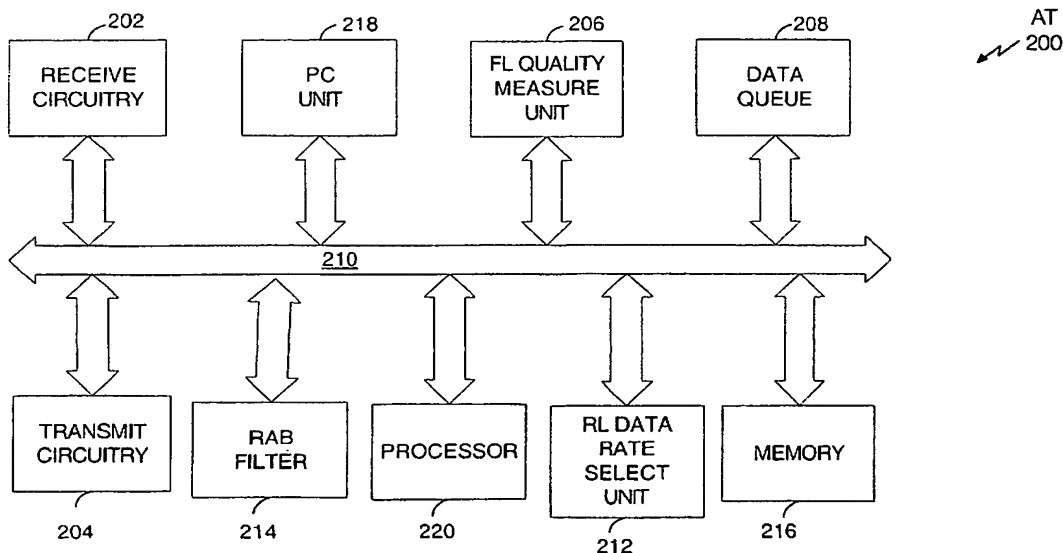 202
218
206
208
AT
200
RECEIVE
CIRCUITRY
PC
UNIT
FL QUALITY
MEASURE
UNIT
DATA
QUEUE
210
TRANSMIT
CIRCUITRY
RAB
FILTER
PROCESSOR
RL DATA
RATE
SELECT
UNIT
MEMORY
204
214
220
212
216